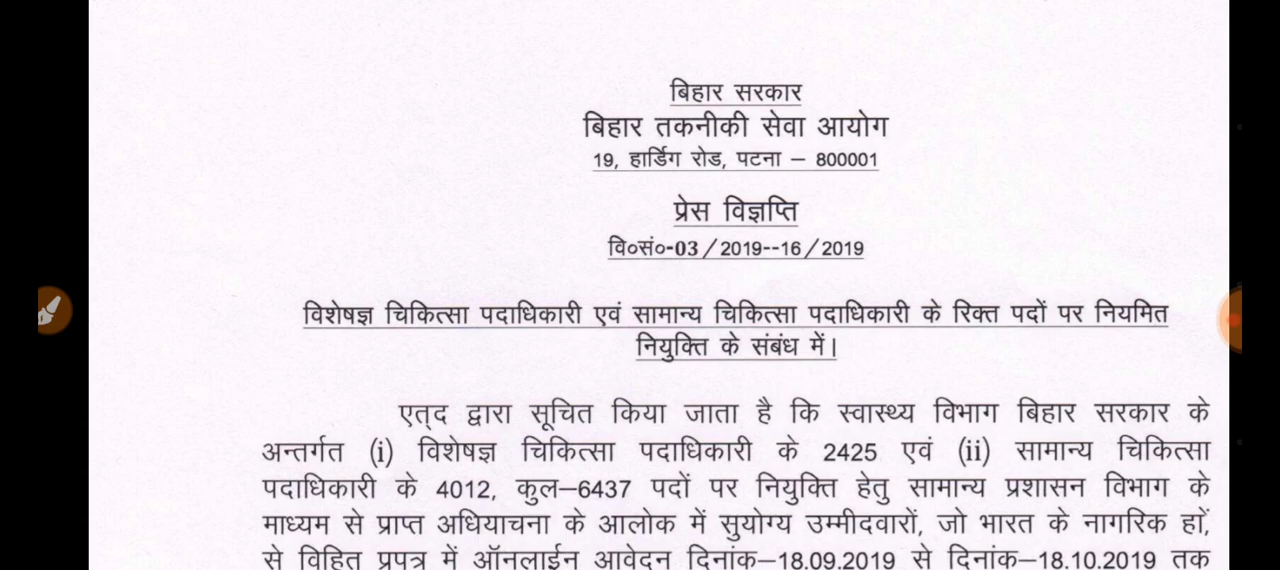 बिहार सरकार
बिहार तकनीकी सेवा आयोग
19, हार्डिग रोड, पटना – 800001
प्रेस विज्ञप्ति
वि०सं०-03/2019--16/2019
विशेषज्ञ चिकित्सा पदाधिकारी एवं सामान्य चिकित्सा पदाधिकारी के रिक्त पदों पर नियमित
नियुक्ति के संबंध में।
एत्द द्वारा सूचित किया जाता है कि स्वास्थ्य विभाग बिहार सरकार के
अन्तर्गत (i) विशेषज्ञ चिकित्सा पदाधिकारी के 2425 एवं (ii) सामान्य चिकित्सा
पदाधिकारी के 4012, कुल–6437 पदों पर नियुक्ति हेतु सामान्य प्रशासन विभाग के
माध्यम से प्राप्त अधियाचना के आलोक में सुयोग्य उम्मीदवारों, जो भारत के नागरिक हों,
से विहित प्रपत्र में ऑनलाईन आवेदन दिनांक–18.09.2019 से दिनांक–18.10.2019 तक